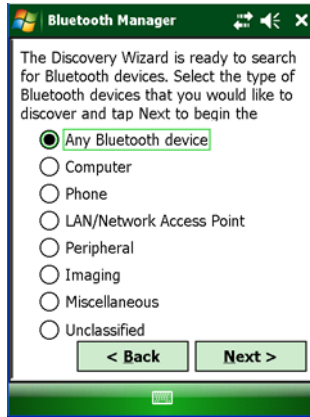 Bluetooth Manager
The Discovery Wizard is ready to search
for Bluetooth devices. Select the type of
Bluetooth devices that you would like to
discover and tap Next to begin the
Any Bluetooth device
Computer
Phone
LAN/Network Access Point
Peripheral
Imaging
Miscellaneous
Unclassified
< Back Next >